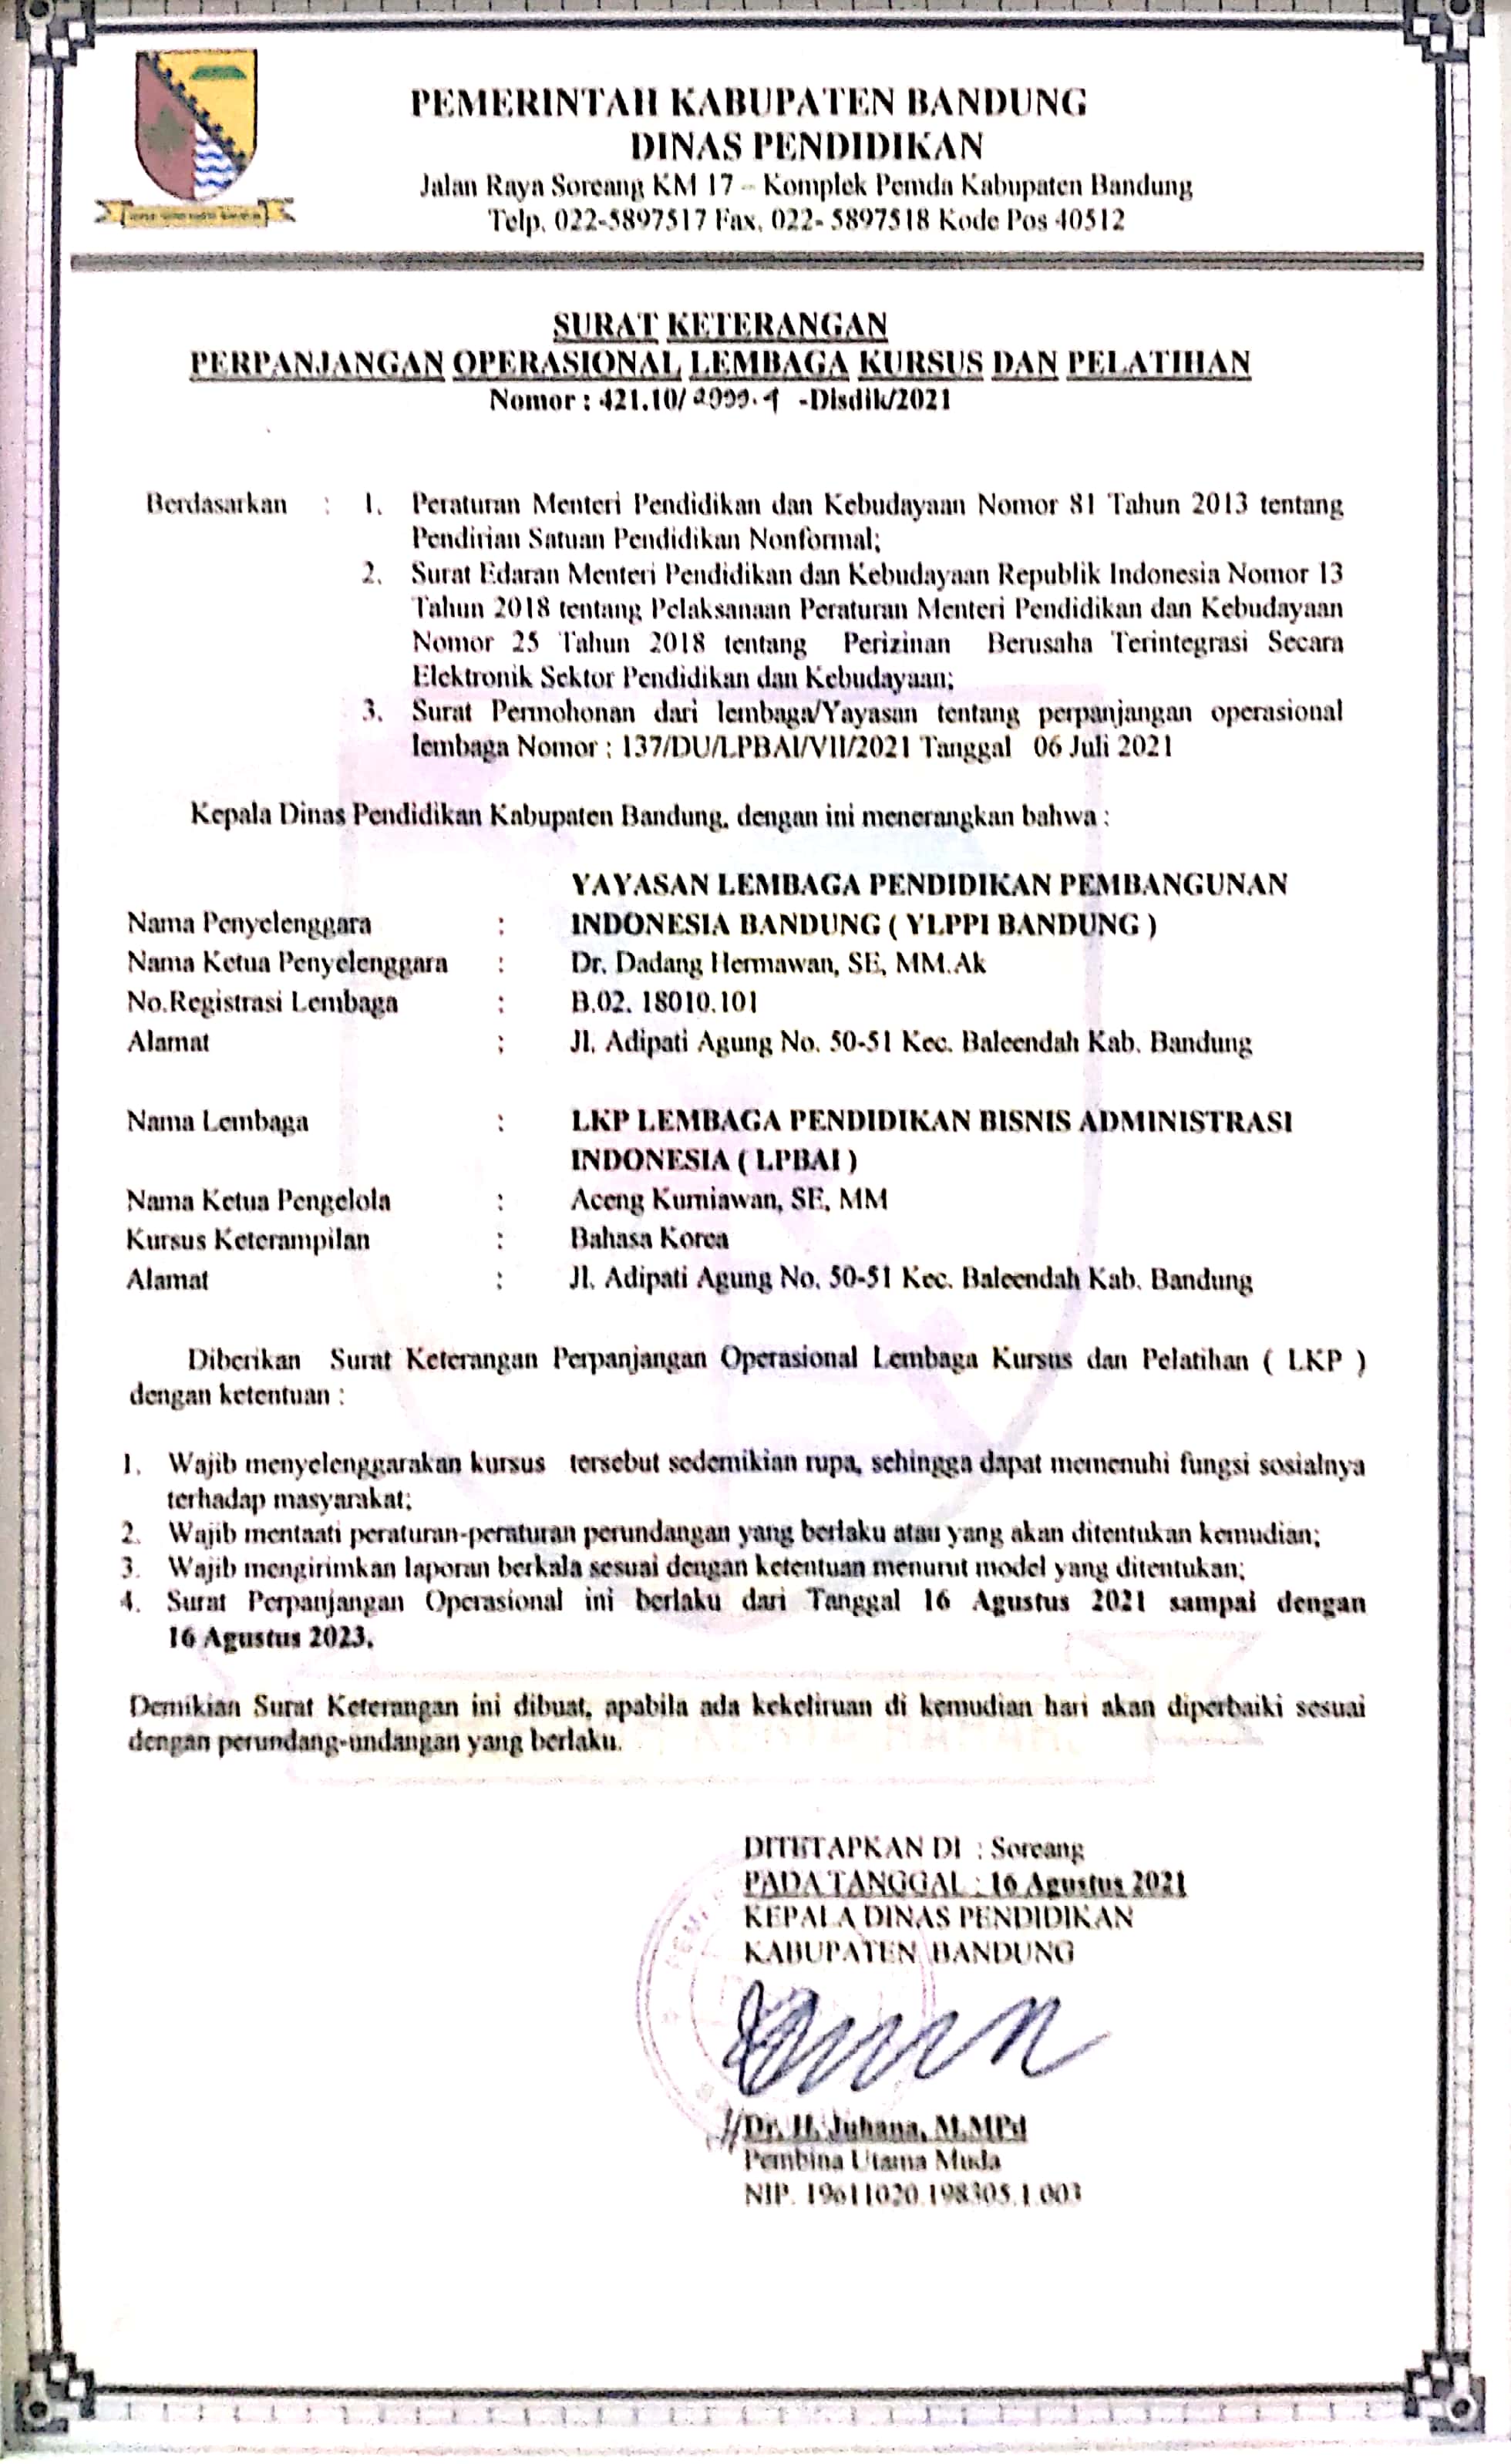 PEMERINTAH KABUPATEN BANDUNG
DINAS PENDIDIKAN
Jalan Raya Soreang KM 17 – Komplek Pemda Kabupaten Bandung
Telp. 022-5897517 Fax. 022- 5897518 Kode Pos 40512
SURAT KETERANGAN
PERPANJANGAN OPERASIONAL LEMBAGA KURSUS DAN PELATIHAN
Nomor : 421.10/ -Disdik/2021
Berdasarkan : 1. Peraturan Menteri Pendidikan dan Kebudayaan Nomor 81 Tahun 2013 tentang
Pendirian Satuan Pendidikan Nonformal;
2. Surat Edaran Menteri Pendidikan dan Kebudayaan Republik Indonesia Nomor 13
Tahun 2018 tentang Pelaksanaan Peraturan Menteri Pendidikan dan Kebudayaan
Nomor 25 Tahun 2018 tentang Perizinan Berusaha Terintegrasi Secara
Elektronik Sektor Pendidikan dan Kebudayaan;
3. Surat Permohonan dari lembaga/Yayasan tentang perpanjangan operasional
lembaga Nomor : 137/DU/LPBAI/VII/2021 Tanggal 06 Juli 2021
Kepala Dinas Pendidikan Kabupaten Bandung, dengan ini menerangkan bahwa :
YAYASAN LEMBAGA PENDIDIKAN PEMBANGUNAN
Nama Penyelenggara : INDONESIA BANDUNG ( YLPPI BANDUNG )
Nama Ketua Penyelenggara : Dr. Dadang Hermawan, SE, MM.Ak
No.Registrasi Lembaga : B.02. 18010.101
Alamat : Jl. Adipati Agung No. 50-51 Kec. Baleendah Kab. Bandung
Nama Lembaga : LKP LEMBAGA PENDIDIKAN BISNIS ADMINISTRASI
INDONESIA ( LPBAI )
Nama Ketua Pengelola : Aceng Kurniawan, SE, MM
Kursus Keterampilan : Bahasa Korea
Alamat : Jl. Adipati Agung No. 50-51 Kec. Baleendah Kab. Bandung
Diberikan Surat Keterangan Perpanjangan Operasional Lembaga Kursus dan Pelatihan ( LKP )
dengan ketentuan :
1. Wajib menyelenggarakan kursus tersebut sedemikian rupa, sehingga dapat memenuhi fungsi sosialnya
terhadap masyarakat;
2. Wajib mentaati peraturan-peraturan perundangan yang berlaku atau yang akan ditentukan kemudian;
3. Wajib mengirimkan laporan berkala sesuai dengan ketentuan menurut model yang ditentukan;
4. Surat Perpanjangan Operasional ini berlaku dari Tanggal 16 Agustus 2021 sampai dengan
16 Agustus 2023.
Demikian Surat Keterangan ini dibuat, apabila ada kekeliruan di kemudian hari akan diperbaiki sesuai
dengan perundang-undangan yang berlaku.
DITETAPKAN DI : Soreang
PADA TANGGAL : 16 Agustus 2021
KEPALA DINAS PENDIDIKAN
KABUPATEN BANDUNG
Dr. H. Juhana, M.MPd
Pembina Utama Muda
NIP. 19611020.198305.1.003